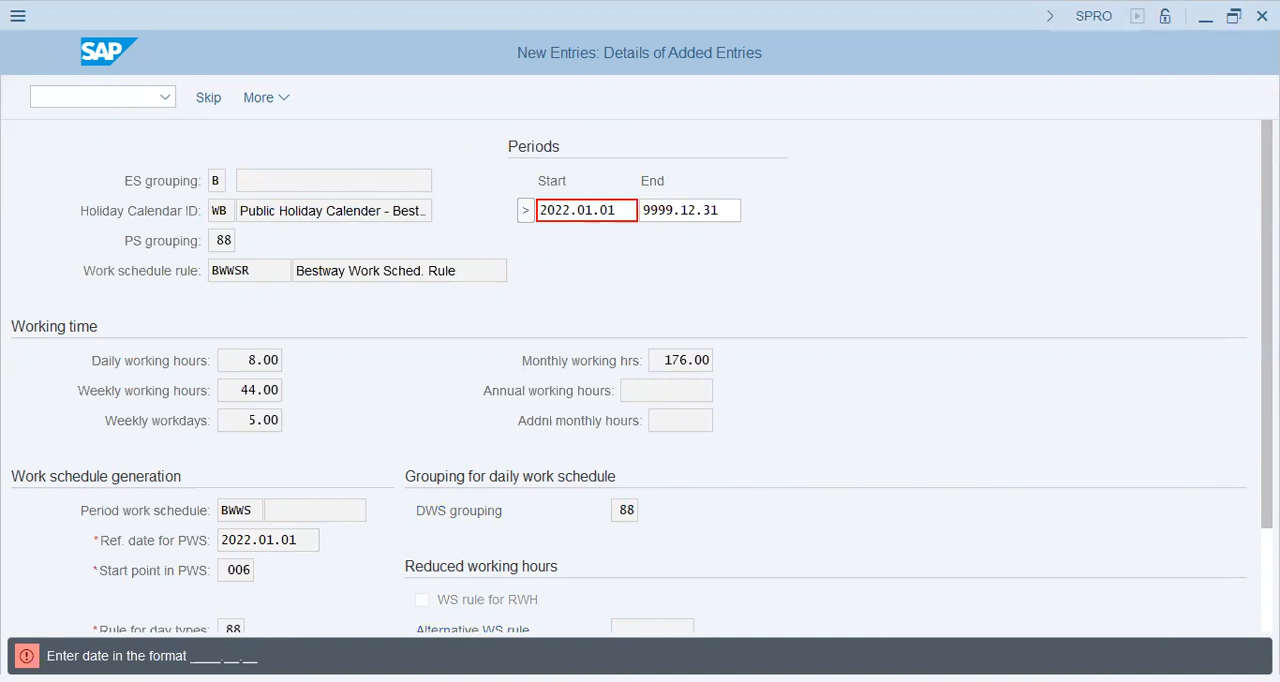 SPRO
SAP
New Entries: Details of Added Entries
Skip
More
Periods
ES grouping: B
Start
End
Holiday Calendar ID: WB Public Holiday Calender - Best...
> 2022.01.01 9999.12.31
PS grouping: 88
Work schedule rule: BWWSR Bestway Work Sched. Rule
Working time
Daily working hours: 8.00
Monthly working hrs: 176.00
Weekly working hours: 44.00
Annual working hours:
Weekly workdays: 5.00
Addnl monthly hours:
Work schedule generation
Grouping for daily work schedule
Period work schedule: BWWS
DWS grouping 88
*Ref. date for PWS: 2022.01.01
*Start point in PWS: 006
Reduced working hours
WS rule for RWH
*Rule for day types: 88
Alternative WS rule
Enter date in the format ____.__.__